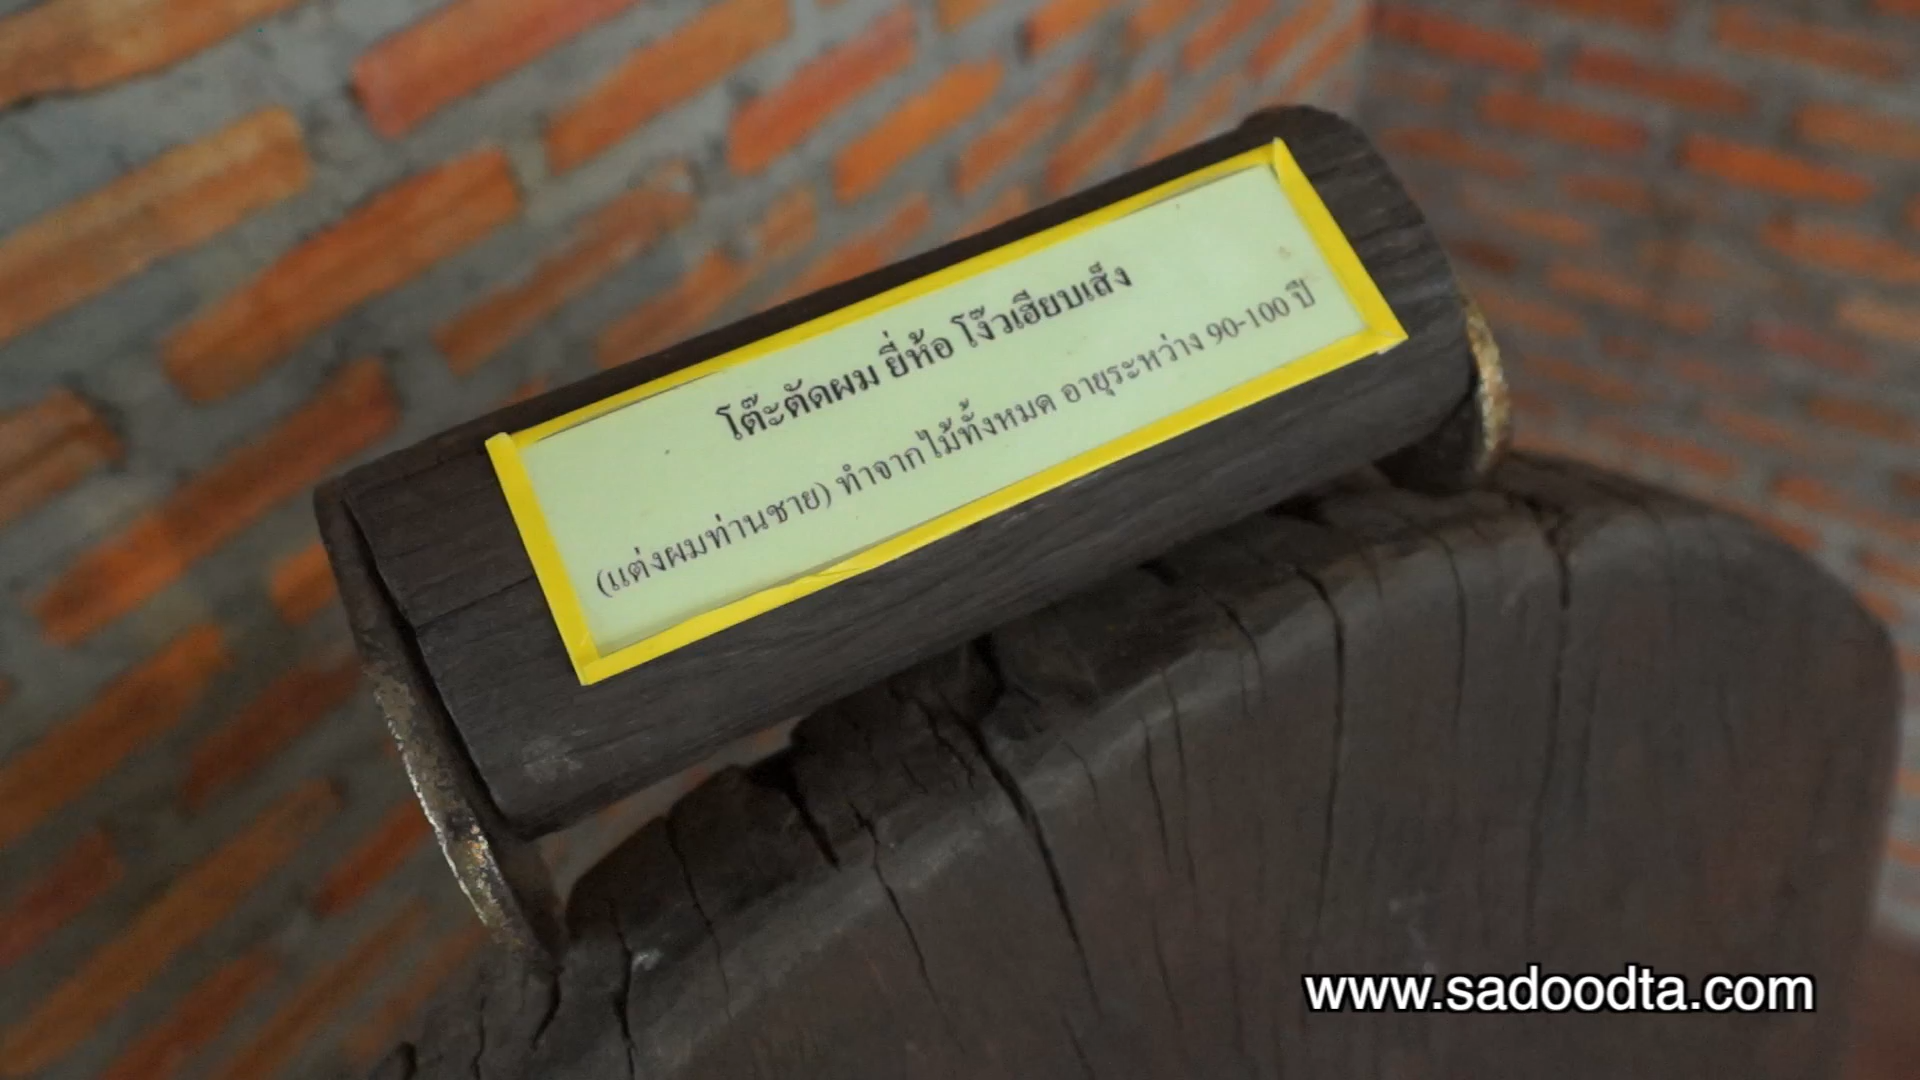 โต๊ะตัดผม ยี่ห้อ โง๊วเฮียบเส็ง
(แต่งผมท่านชาย) ทำจากไม้ทั้งหมด อายุระหว่าง 90-100 ปี
www.sadoodta.com